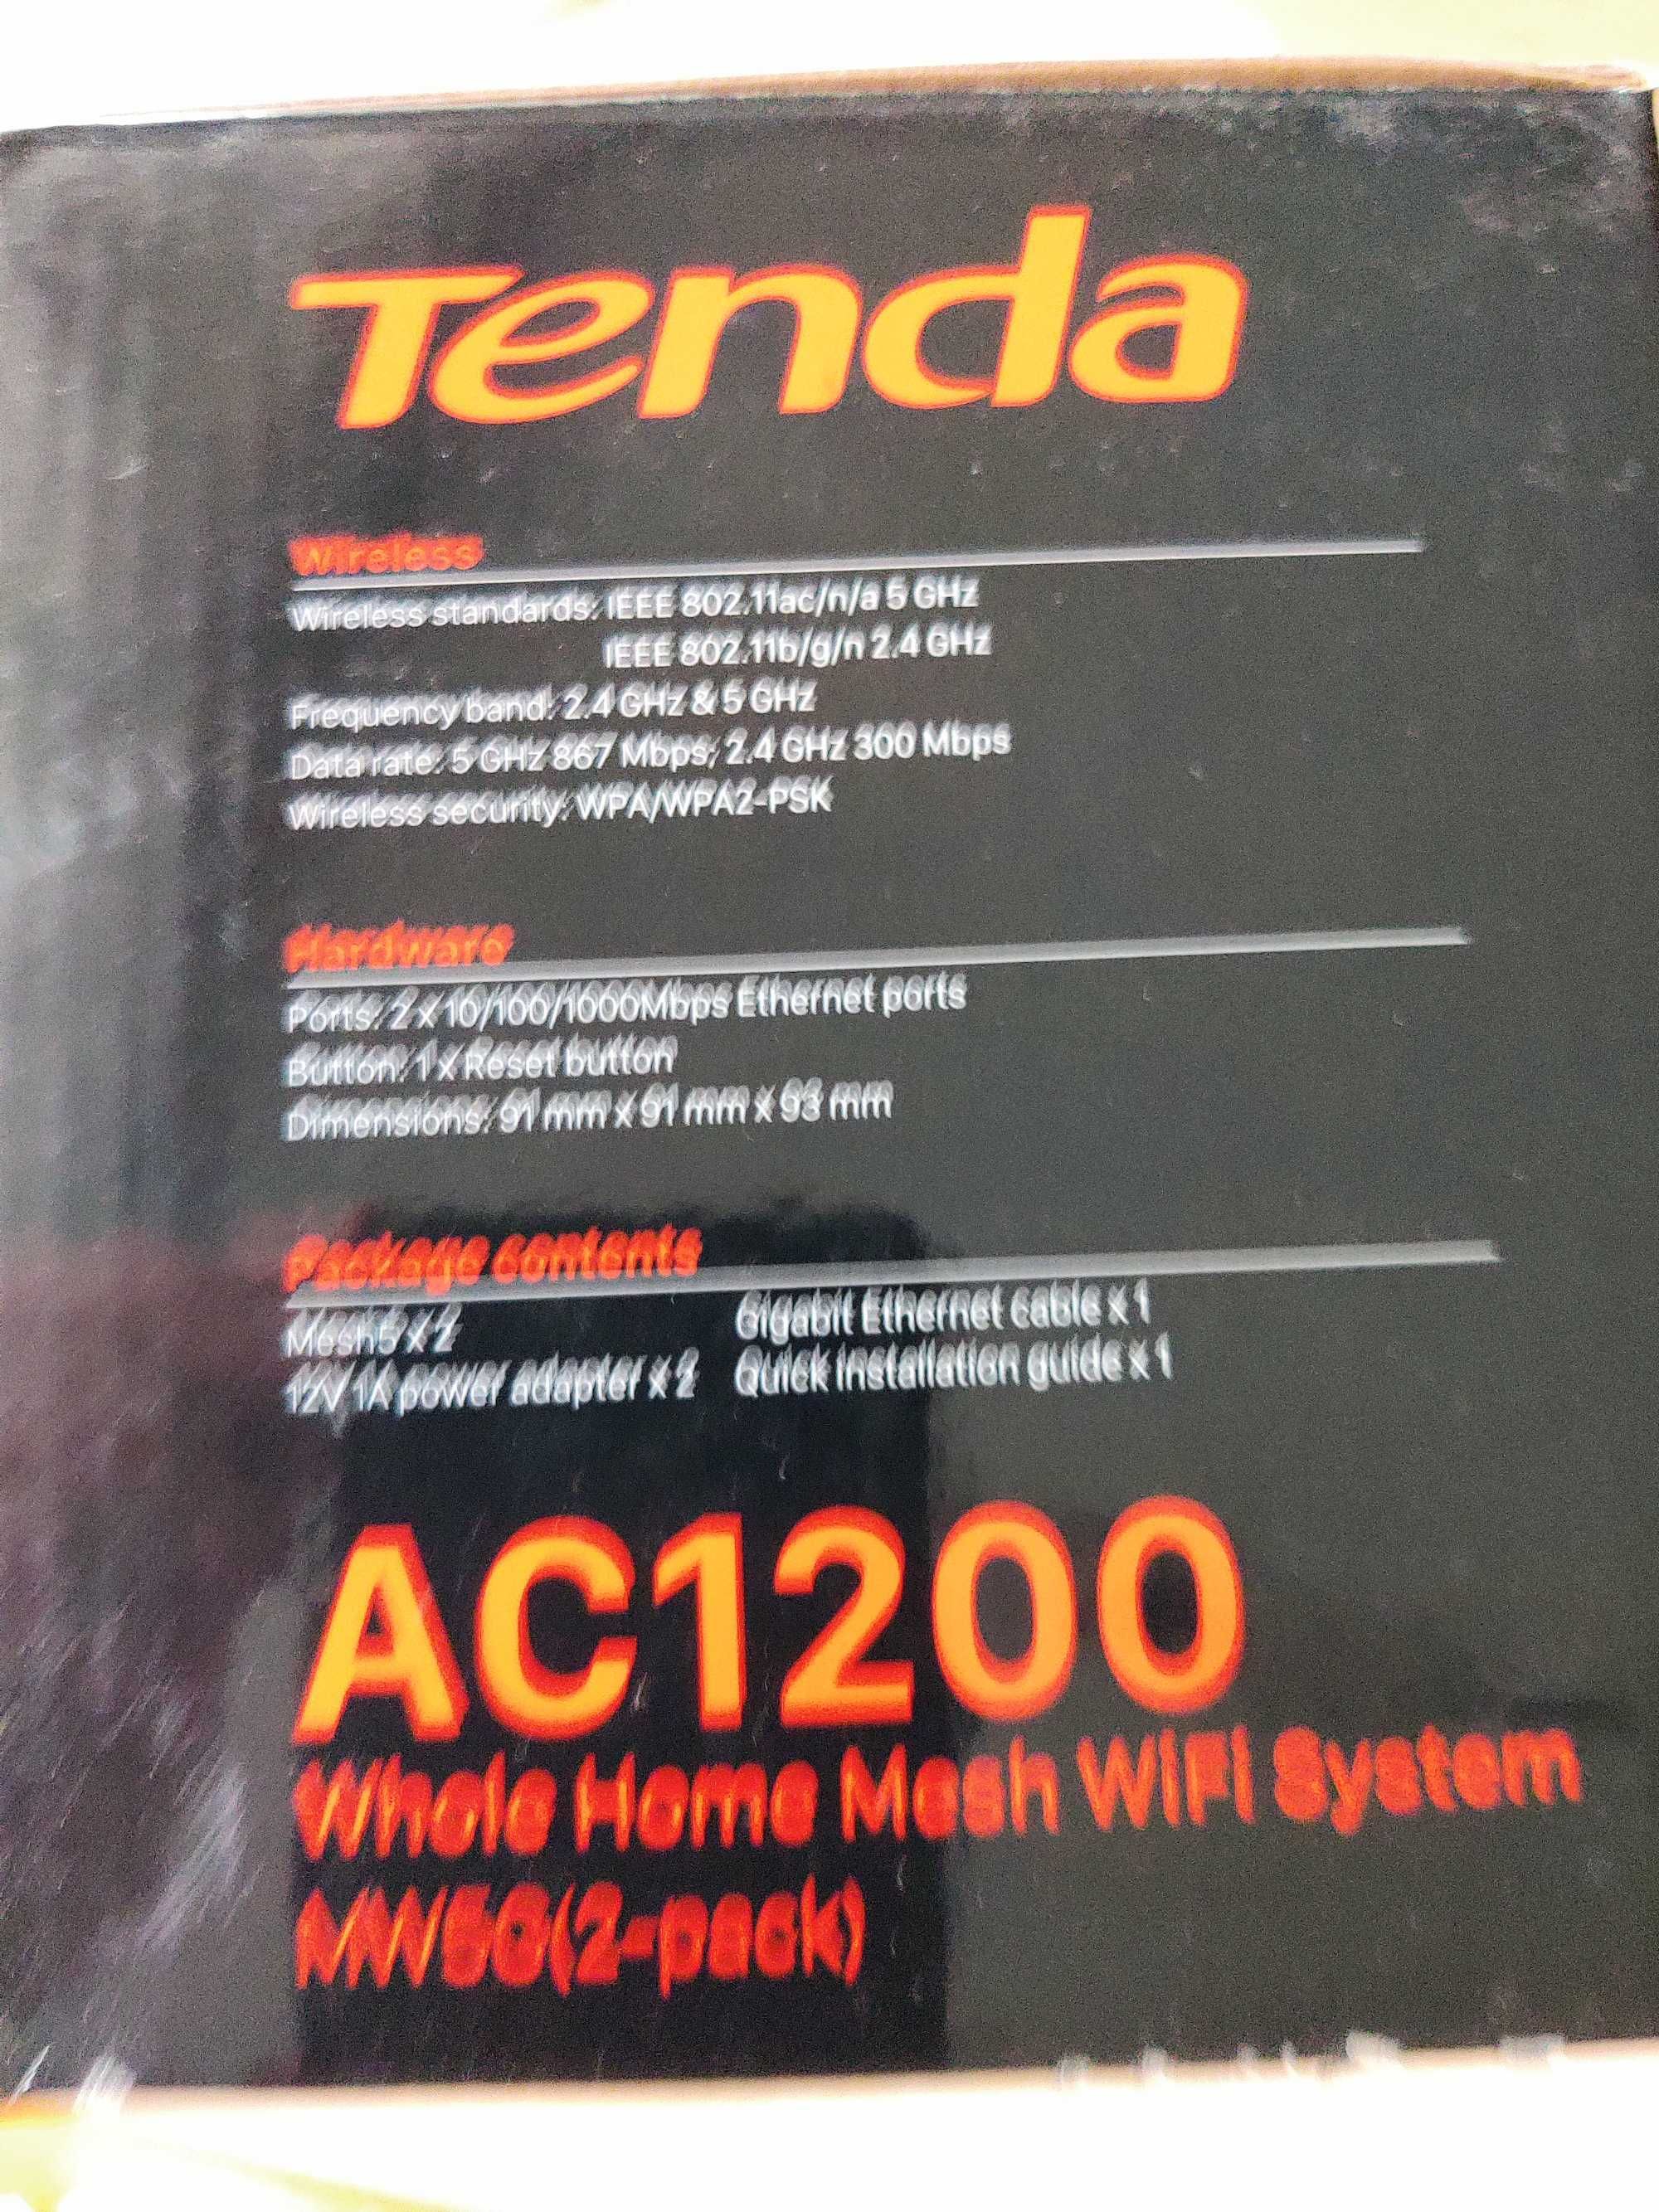 Tenda
Wireless
Wireless standards: IEEE 802.11ac/n/a 5 GHz
IEEE 802.11b/g/n 2.4 GHz
Frequency band: 2.4 GHz & 5 GHz
Data rate: 5 GHz 867 Mbps; 2.4 GHz 300 Mbps
Wireless security: WPA/WPA2-PSK
Hardware
Ports: 2 x 10/100/1000Mbps Ethernet ports
Button: 1 x Reset button
Dimensions: 91 mm x 91 mm x 93 mm
Package contents
Mesh5 x 2 Gigabit Ethernet cable x 1
12V 1A power adapter x 2 Quick installation guide x 1
AC1200
Whole Home Mesh WiFi System
(2-pack)